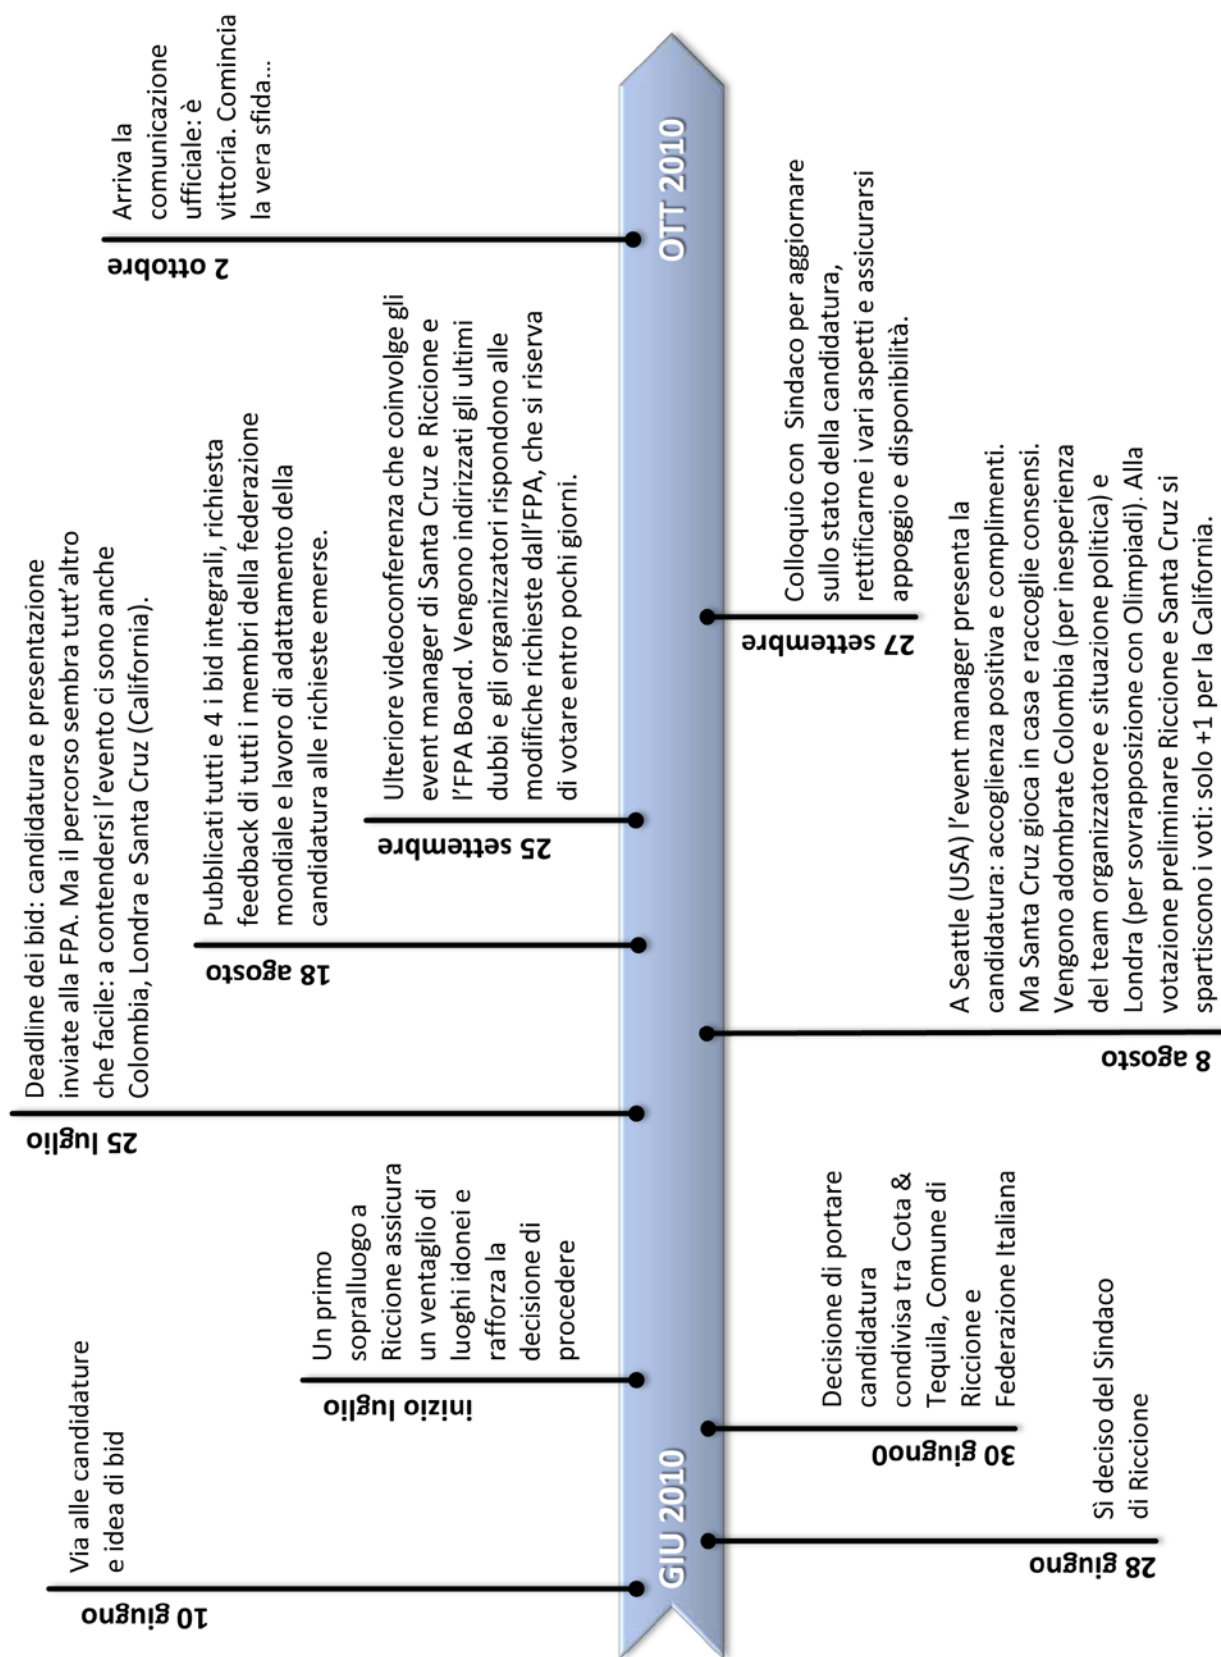 10 giugno
Via alle candidature
e idea di bid
28 giugno
Sì deciso del Sindaco
di Riccione
30 giugno0
Decisione di portare
candidatura
condivisa tra Cota &
Tequila, Comune di
Riccione e
Federazione Italiana
inizio luglio
Un primo
sopralluogo a
Riccione assicura
un ventaglio di
luoghi idonei e
rafforza la
decisione di
procedere
25 luglio
Deadline dei bid: candidatura e presentazione
inviate alla FPA. Ma il percorso sembra tutt’altro
che facile: a contendersi l’evento ci sono anche
Colombia, Londra e Santa Cruz (California).
8 agosto
A Seattle (USA) l’event manager presenta la
candidatura: accoglienza positiva e complimenti.
Ma Santa Cruz gioca in casa e raccoglie consensi.
Vengono adombrate Colombia (per inesperienza
del team organizzatore e situazione politica) e
Londra (per sovrapposizione con Olimpiadi). Alla
votazione preliminare Riccione e Santa Cruz si
spartiscono i voti: solo +1 per la California.
18 agosto
Pubblicati tutti e 4 i bid integrali, richiesta
feedback di tutti i membri della federazione
mondiale e lavoro di adattamento della
candidatura alle richieste emerse.
25 settembre
Ulteriore videoconferenza che coinvolge gli
event manager di Santa Cruz e Riccione e
l’FPA Board. Vengono indirizzati gli ultimi
dubbi e gli organizzatori rispondono alle
modifiche richieste dall’FPA, che si riserva
di votare entro pochi giorni.
27 settembre
Colloquio con Sindaco per aggiornare
sullo stato della candidatura,
rettificarne i vari aspetti e assicurarsi
appoggio e disponibilità.
2 ottobre
Arriva la
comunicazione
ufficiale: è
vittoria. Comincia
la vera sfida...
GIU 2010
OTT 2010